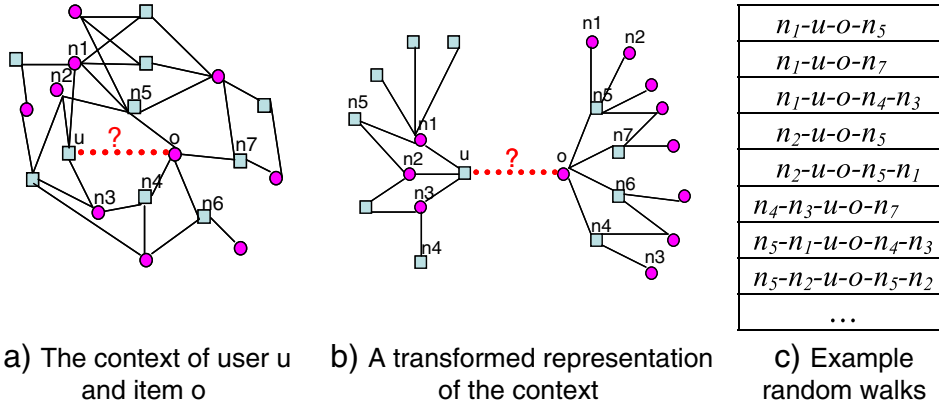 n1
n2
n5
u
?
o
n7
n3
n4
n6
a) The context of user u
and item o
n1
n2
n5
n5
n1
n7
n2
u
?
o
n3
n6
n4
n4
n3
b) A transformed representation
of the context
n1-u-o-n5
n1-u-o-n7
n1-u-o-n4-n3
n2-u-o-n5
n2-u-o-n5-n1
n4-n3-u-o-n7
n5-n1-u-o-n4-n3
n5-n2-u-o-n5-n2
...
c) Example
random walks